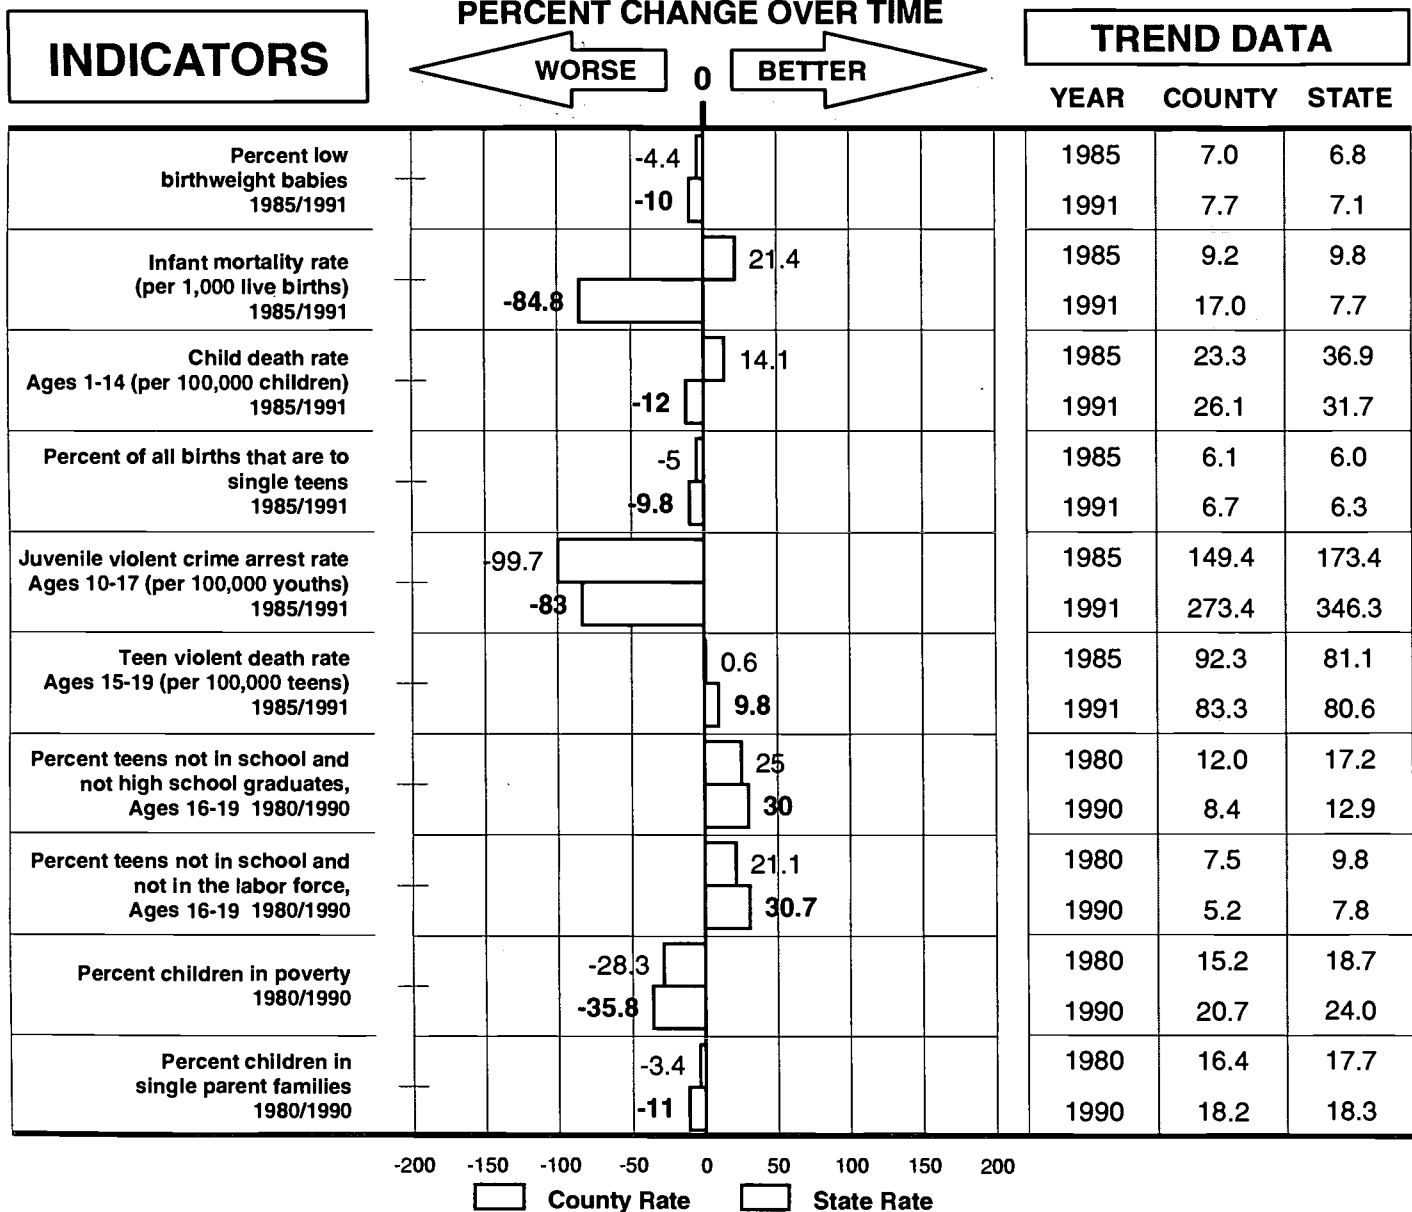 PERCENT CHANGE OVER TIME
INDICATORS
WORSE 0 BETTER
TREND DATA
YEAR COUNTY STATE
Percent low
birthweight babies
1985/1991
-4.4
-10
1985 7.0 6.8
1991 7.7 7.1
Infant mortality rate
(per 1,000 live births)
1985/1991
21.4
-84.8
1985 9.2 9.8
1991 17.0 7.7
Child death rate
Ages 1-14 (per 100,000 children)
1985/1991
14.1
-12
1985 23.3 36.9
1991 26.1 31.7
Percent of all births that are to
single teens
1985/1991
-5
-9.8
1985 6.1 6.0
1991 6.7 6.3
Juvenile violent crime arrest rate
Ages 10-17 (per 100,000 youths)
1985/1991
-99.7
-83
1985 149.4 173.4
1991 273.4 346.3
Teen violent death rate
Ages 15-19 (per 100,000 teens)
1985/1991
0.6
9.8
1985 92.3 81.1
1991 83.3 80.6
Percent teens not in school and
not high school graduates,
Ages 16-19 1980/1990
25
30
1980 12.0 17.2
1990 8.4 12.9
Percent teens not in school and
not in the labor force,
Ages 16-19 1980/1990
21.1
30.7
1980 7.5 9.8
1990 5.2 7.8
Percent children in poverty
1980/1990
-28.3
-35.8
1980 15.2 18.7
1990 20.7 24.0
Percent children in
single parent families
1980/1990
-3.4
-11
1980 16.4 17.7
1990 18.2 18.3
-200 -150 -100 -50 0 50 100 150 200
County Rate State Rate